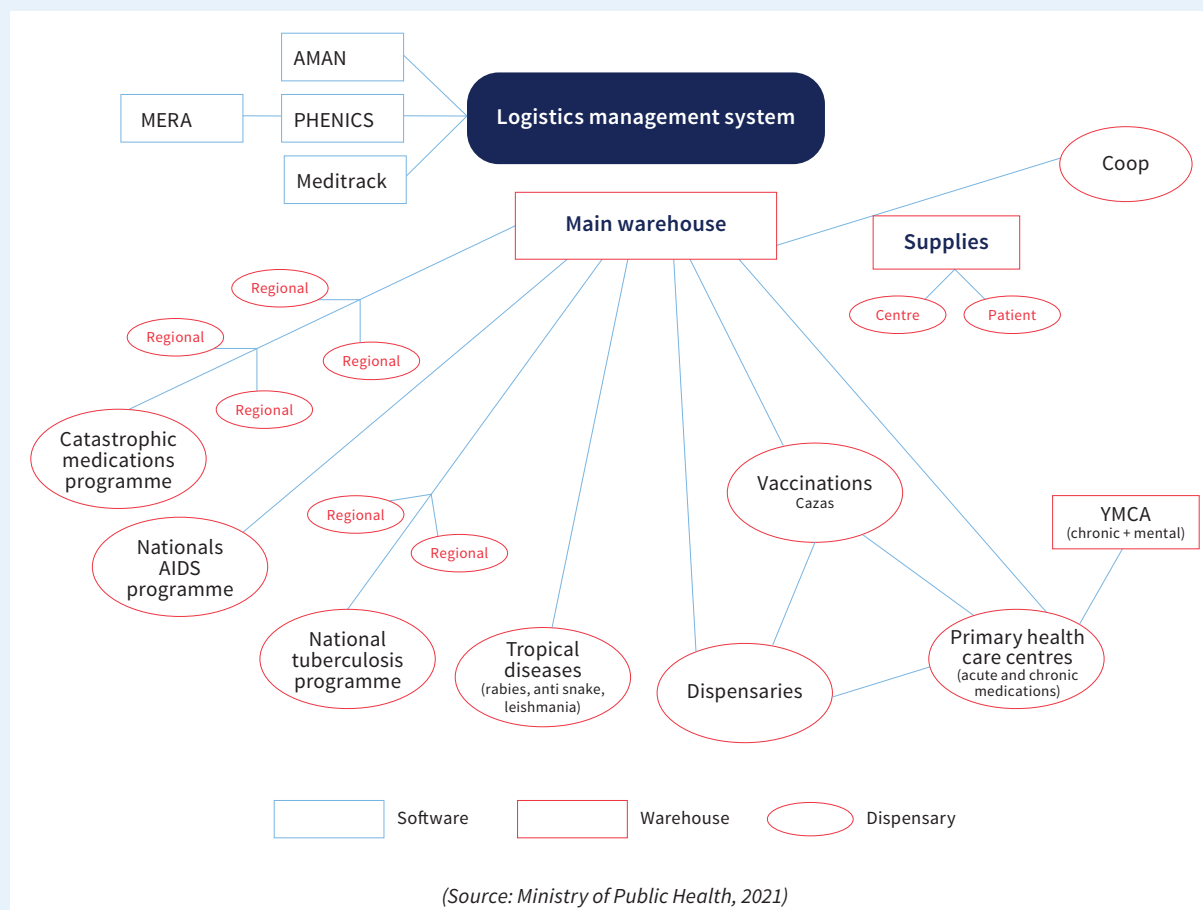 AMAN
MERA
PHENICS
Logistics management system
Meditrack
Coop
Main warehouse
Supplies
Centre
Patient
Regional
Regional
Regional
Regional
Catastrophic
medications
programme
Nationals
AIDS
programme
Regional
Regional
National
tuberculosis
programme
Tropical
diseases
(rabies, anti snake,
leishmania)
Vaccinations
Cazas
Dispensaries
YMCA
(chronic + mental)
Primary health
care centres
(acute and chronic
medications)
Software
Warehouse
Dispensary
(Source: Ministry of Public Health, 2021)